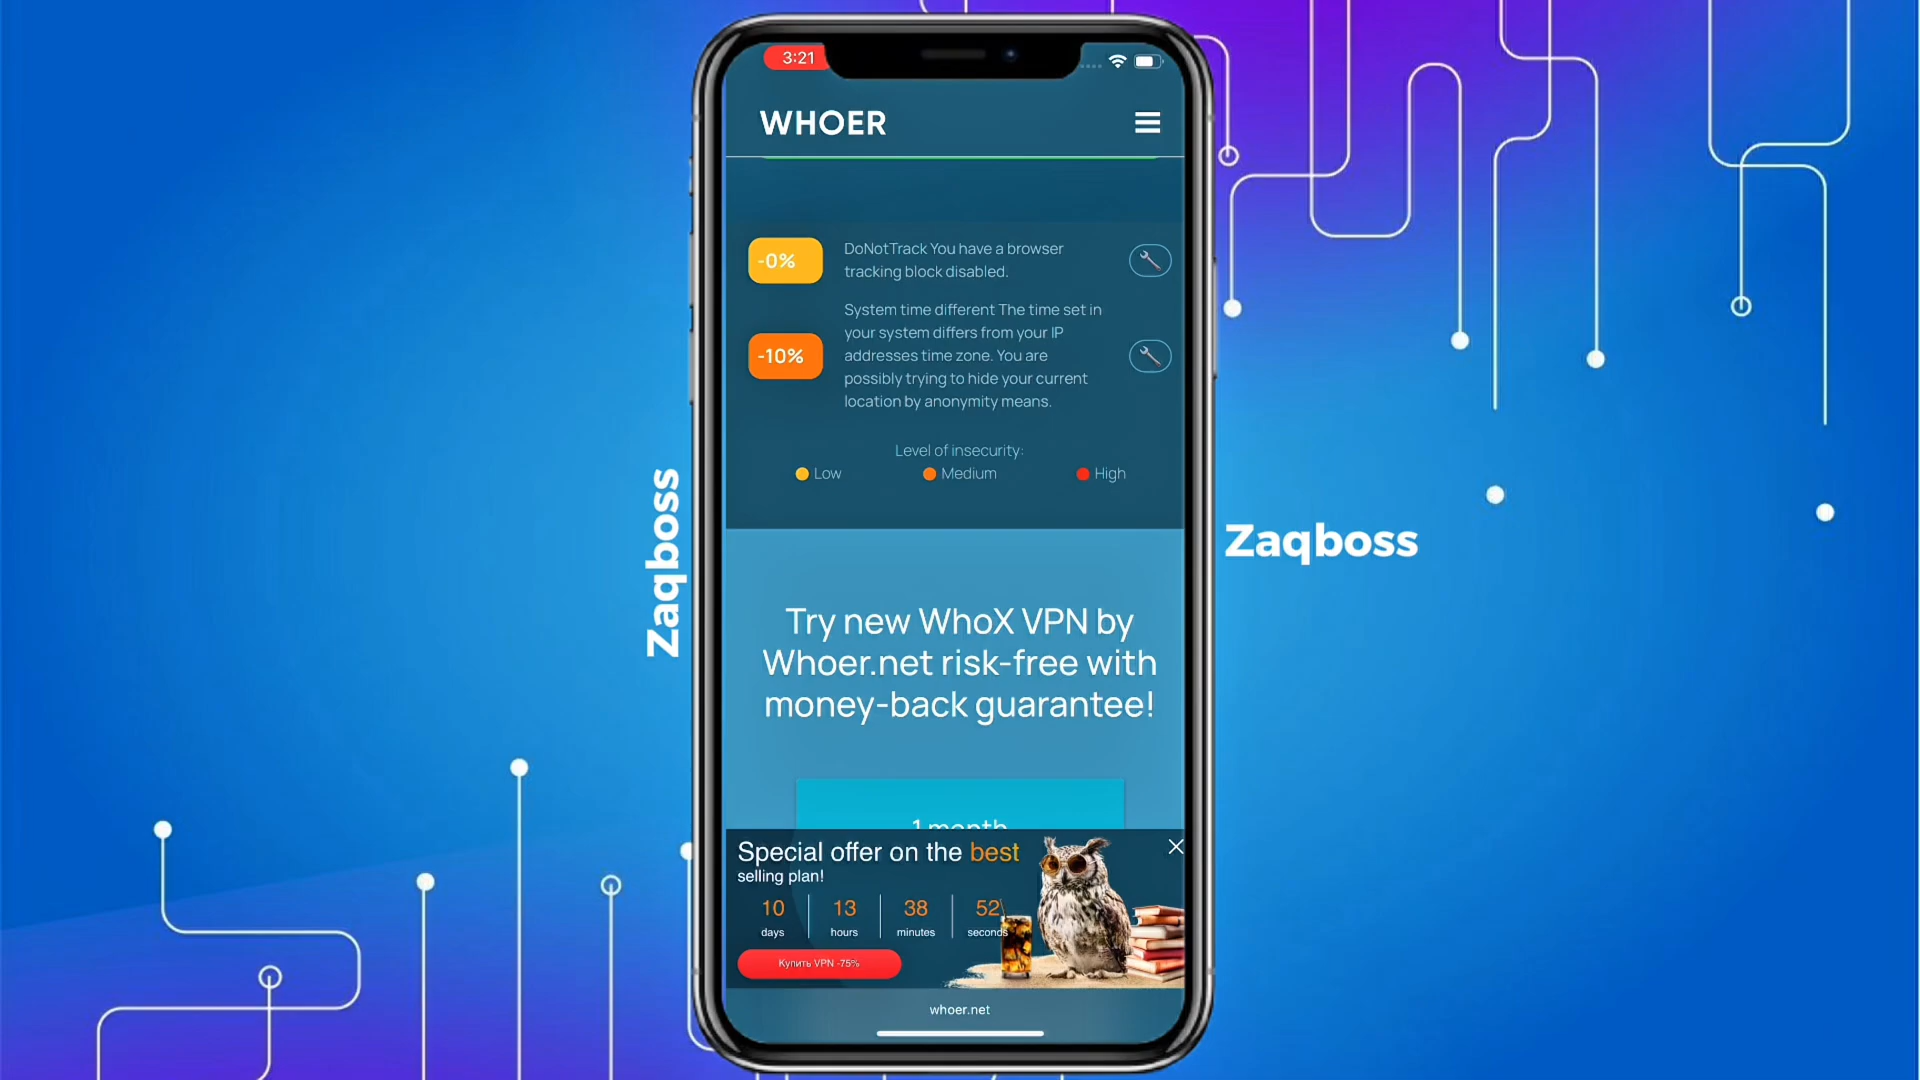 3:21
WHOER
-0%
DoNotTrack You have a browser
tracking block disabled.
-10%
System time different The time set in
your system differs from your IP
addresses time zone. You are
possibly trying to hide your current
location by anonymity means.
Level of insecurity:
Low Medium High
Zaqboss
Zaqboss
Try new WhoX VPN by
Whoer.net risk-free with
money-back guarantee!
1 month
Special offer on the best
selling plan!
10 13 38 52
days hours minutes seconds
Купить VPN -75%
whoer.net